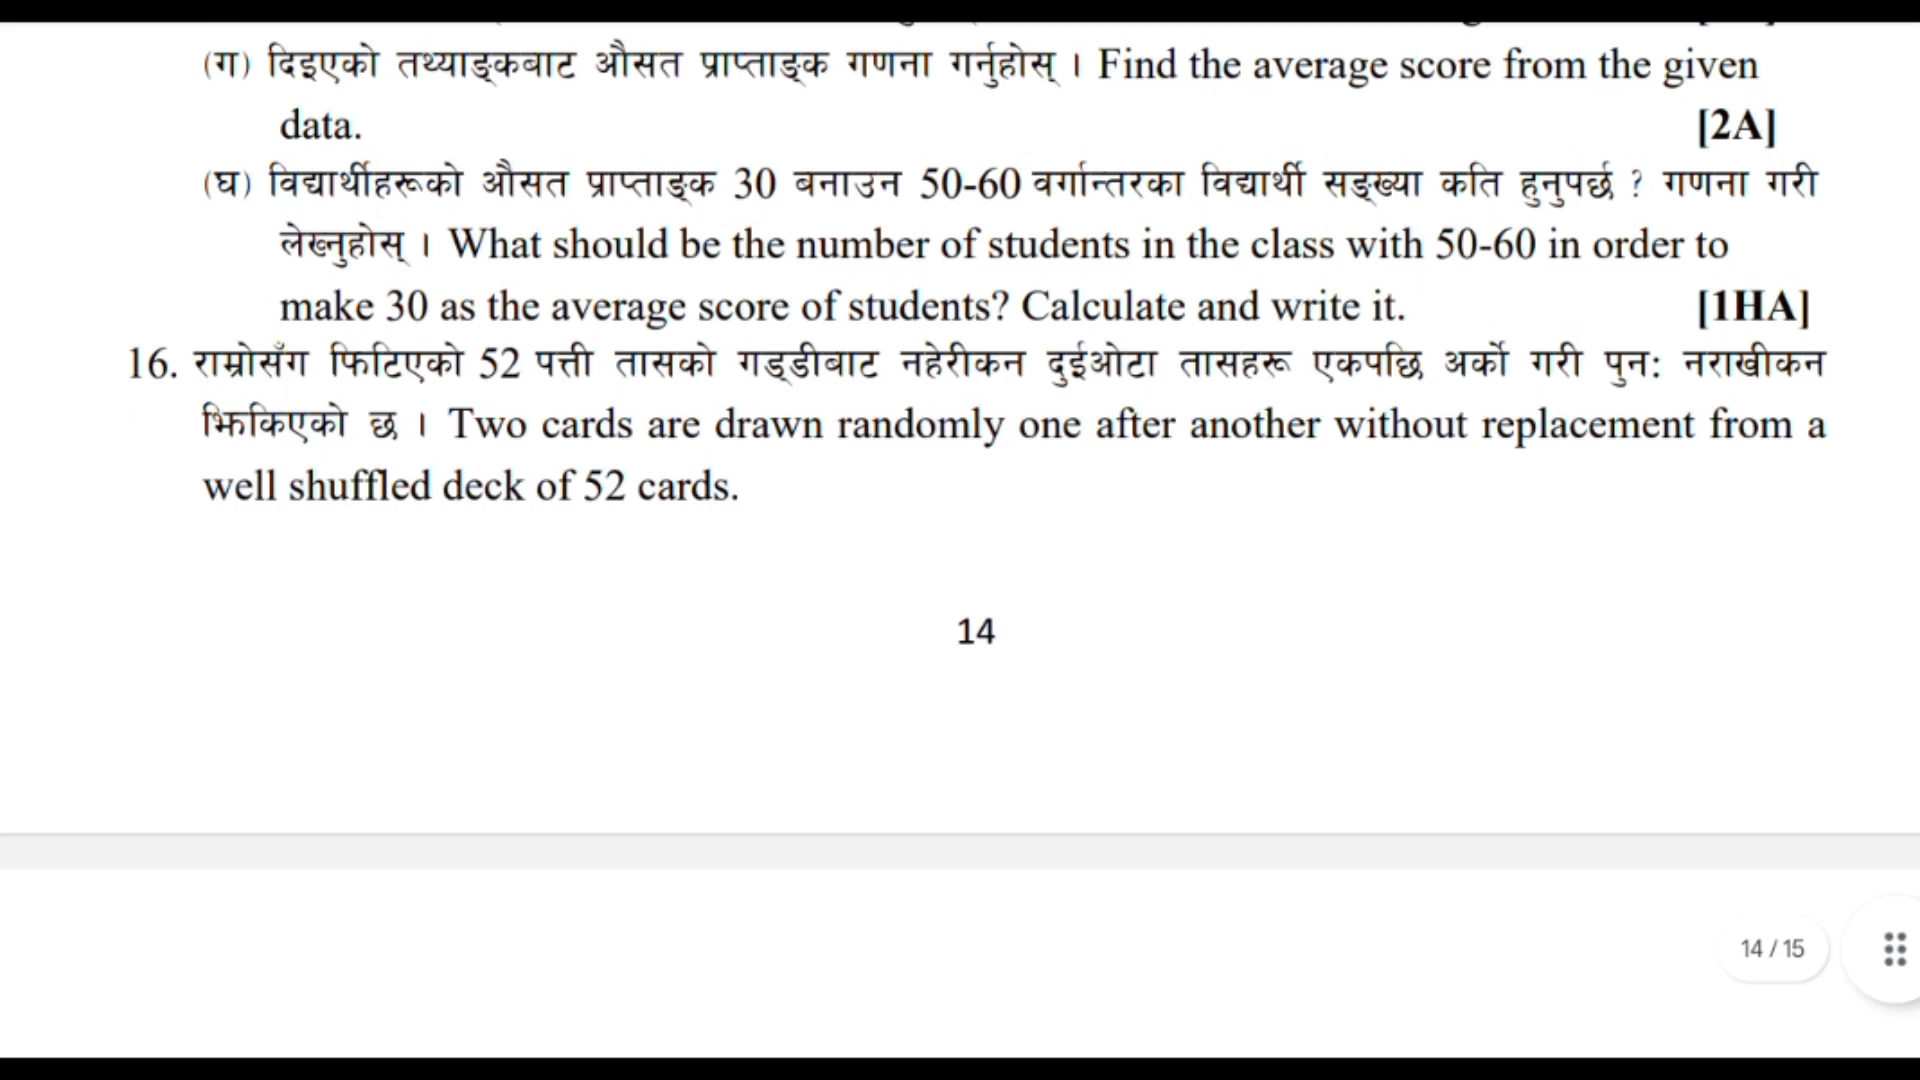 (ग) दिइएको तथ्याङ्कबाट औसत प्राप्ताङ्क गणना गर्नुहोस् । Find the average score from the given
data. [2A]
(घ) विद्यार्थीहरूको औसत प्राप्ताङ्क 30 बनाउन 50-60 वर्गान्तरका विद्यार्थी सङ्ख्या कति हुनुपर्छ ? गणना गरी
लेख्नुहोस् । What should be the number of students in the class with 50-60 in order to
make 30 as the average score of students? Calculate and write it. [1HA]
16. राम्रोसँग फिटिएको 52 पत्ती तासको गड्डीबाट नहेरीकन दुईओटा तासहरू एकपछि अर्को गरी पुन: नराखीकन
झिकिएको छ । Two cards are drawn randomly one after another without replacement from a
well shuffled deck of 52 cards.
14
14 / 15